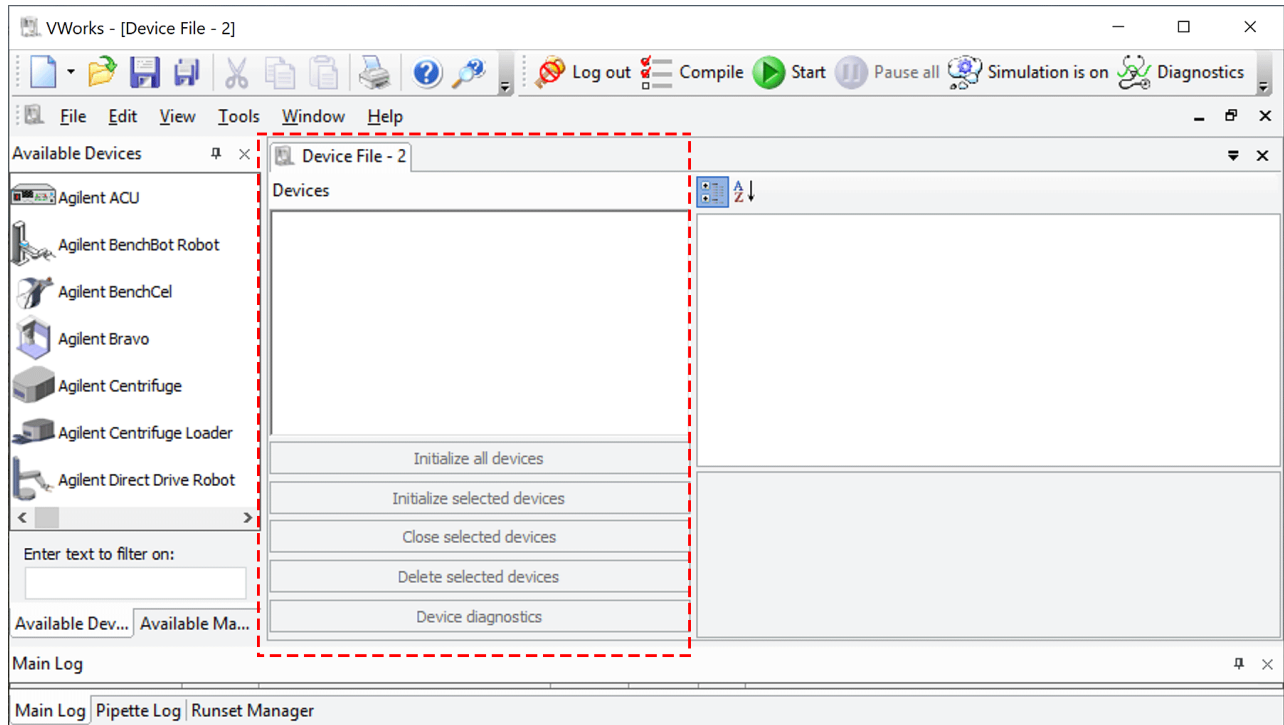 VWorks - [Device File - 2]
Log out Compile Start Pause all Simulation is on Diagnostics
File Edit View Tools Window Help
Available Devices
Agilent ACU
Agilent BenchBot Robot
Agilent BenchCel
Agilent Bravo
Agilent Centrifuge
Agilent Centrifuge Loader
Agilent Direct Drive Robot
Enter text to filter on:
Available Dev... Available Ma...
Device File - 2
Devices
Initialize all devices
Initialize selected devices
Close selected devices
Delete selected devices
Device diagnostics
A
Z
Main Log
Main Log Pipette Log Runset Manager